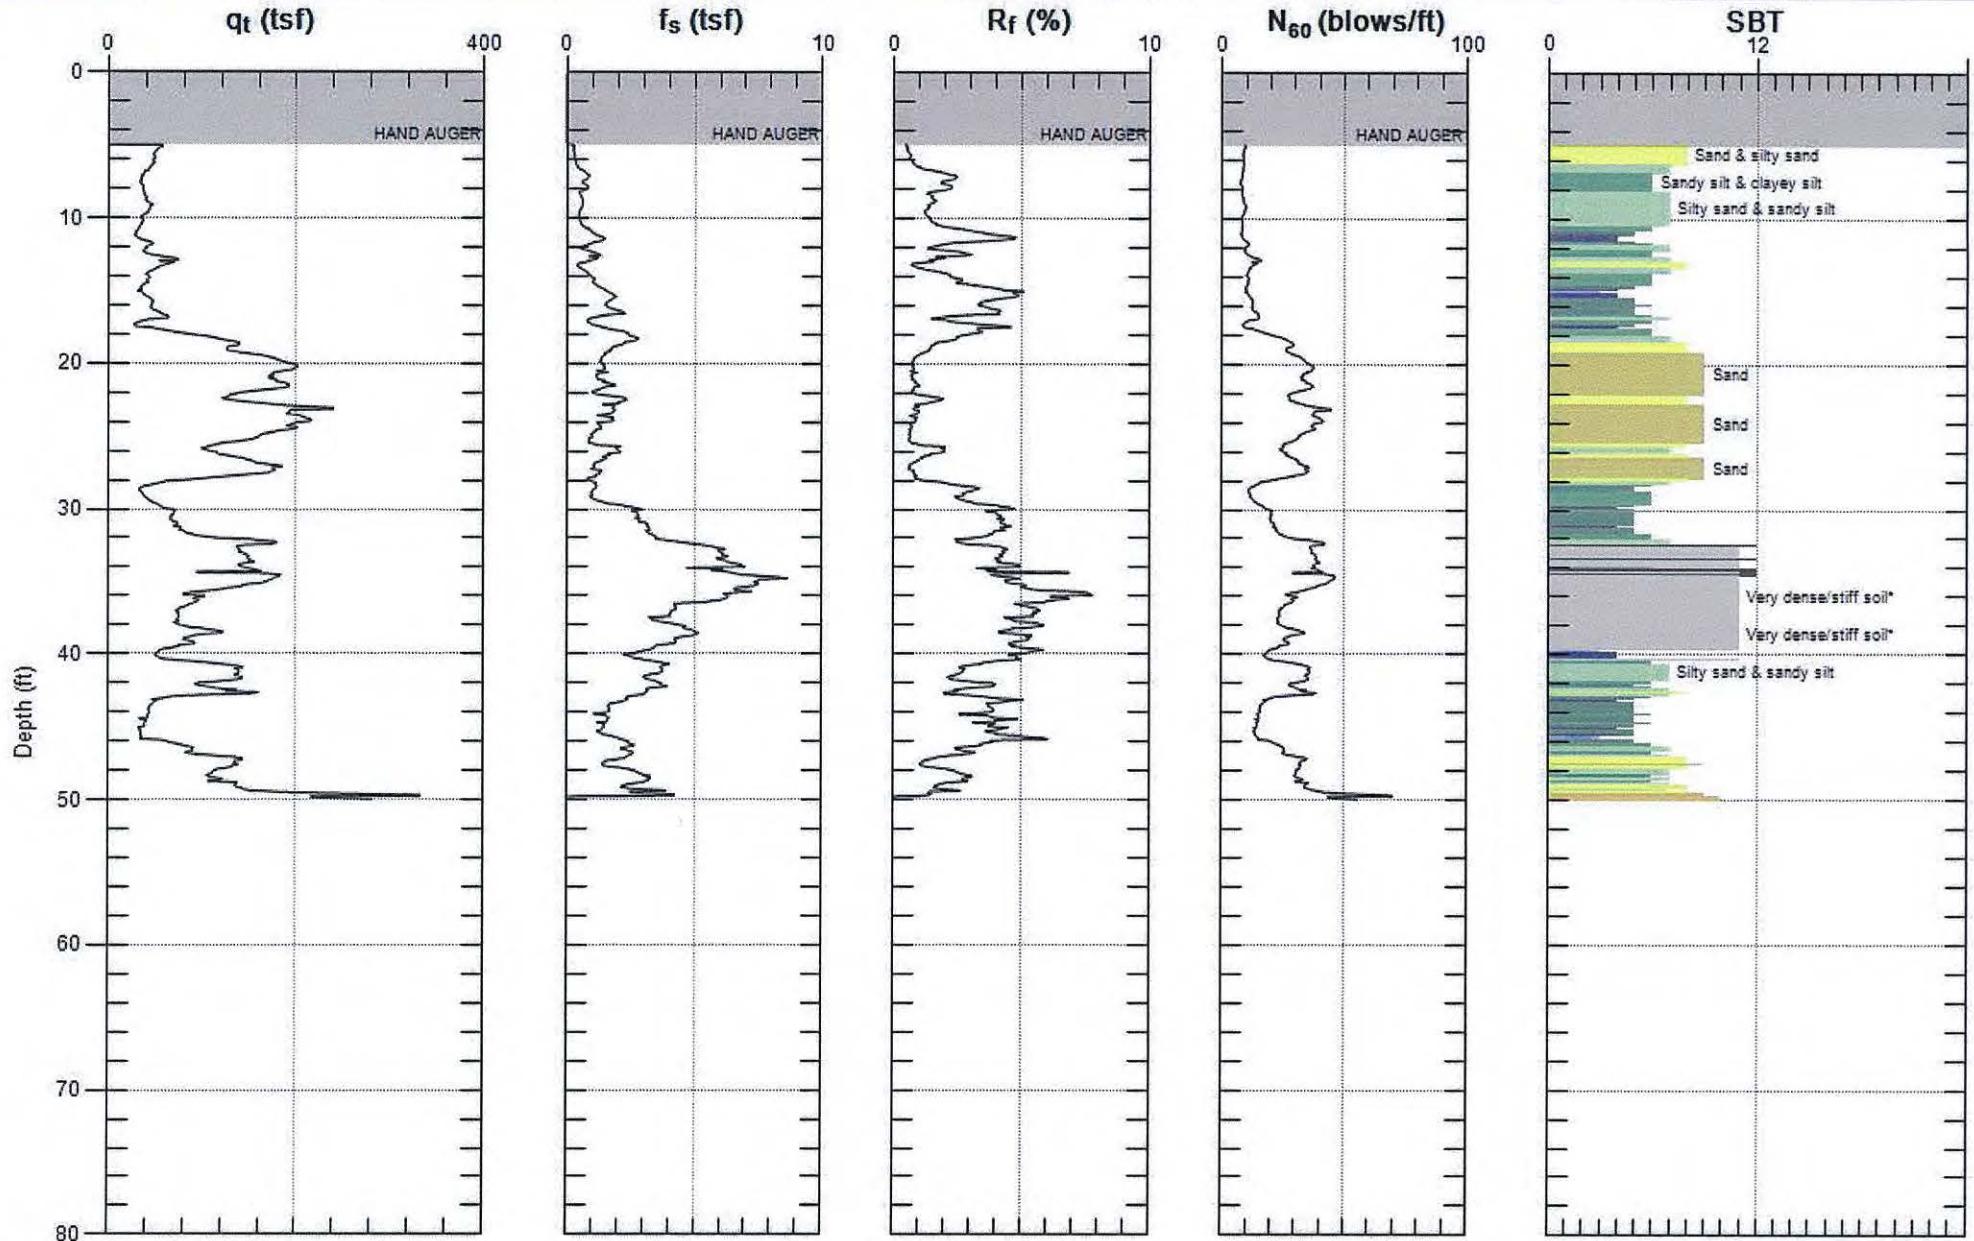 qt (tsf)
0 400
fs (tsf)
0 10
Rf (%)
0 10
N60 (blows/ft)
0 100
SBT
0 12
0
10
20
30
40
50
60
70
80
Depth (ft)
HAND AUGER
HAND AUGER
HAND AUGER
HAND AUGER
Sand & silty sand
Sandy silt & clayey silt
Silty sand & sandy silt
Sand
Sand
Sand
Very dense/stiff soil*
Very dense/stiff soil*
Silty sand & sandy silt